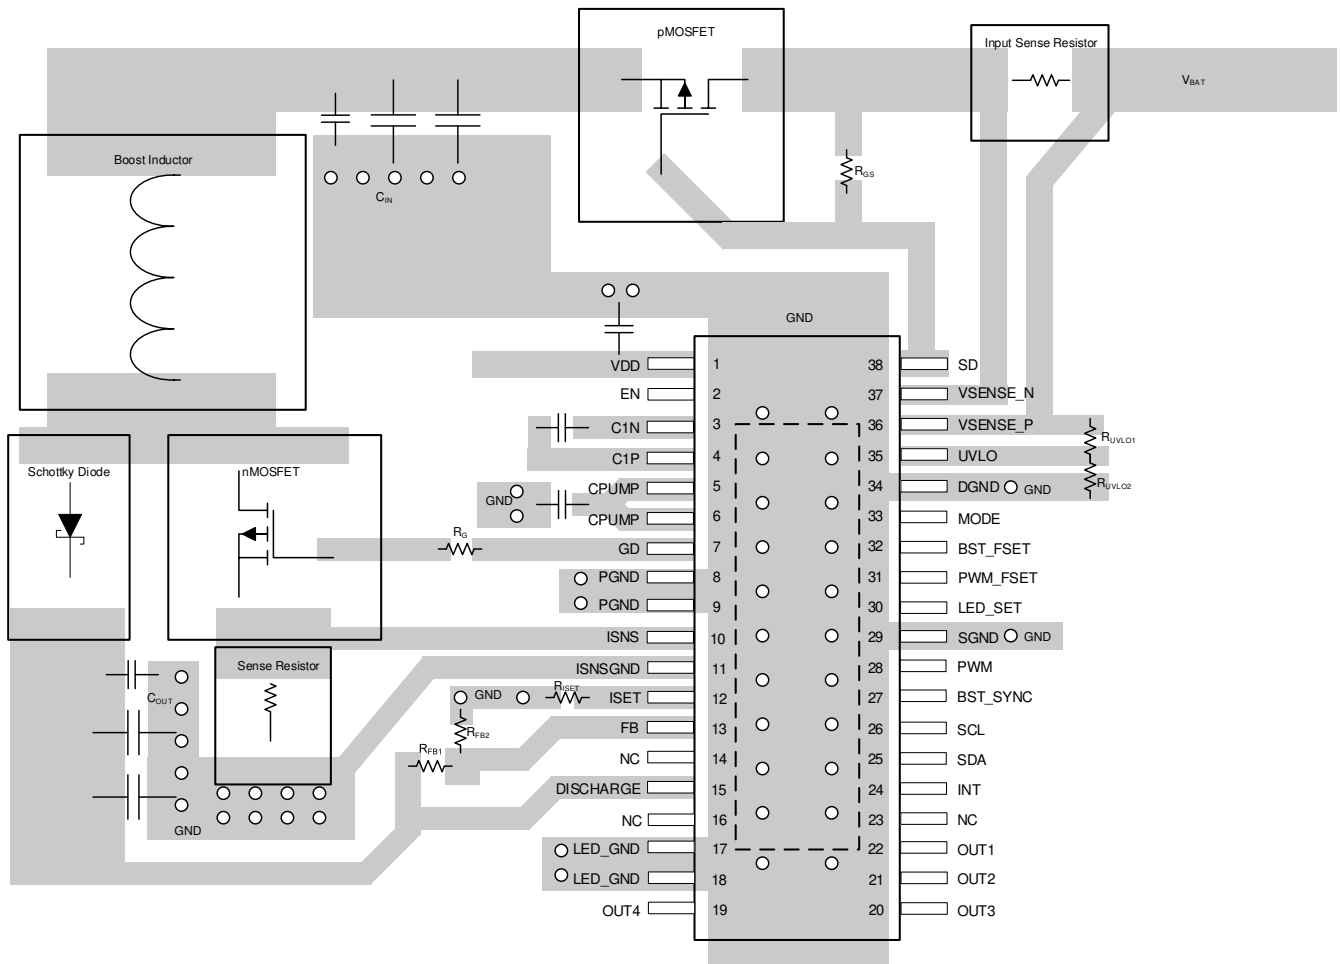 pMOSFET
Input Sense Resistor
VBAT
Boost Inductor
RGS
CIN
GND
VDD 1 38 SD
EN 2 37 VSENSE_N
C1N 3 36 VSENSE_P
RUVLO1
C1P 4 35 UVLO
Schottky Diode
nMOSFET
CPUMP 5 34 DGND GND
RUVLO2
GND
CPUMP 6 33 MODE
RG
GD 7 32 BST_FSET
PGND 8 31 PWM_FSET
PGND 9 30 LED_SET
ISNS 10 29 SGND GND
Sense Resistor
ISNSGND 11 28 PWM
COUT
GND
RISET
ISET 12 27 BST_SYNC
FB 13 26 SCL
RFB2
RFB1
NC 14 25 SDA
DISCHARGE 15 24 INT
NC 16 23 NC
GND
LED_GND 17 22 OUT1
LED_GND 18 21 OUT2
OUT4 19 20 OUT3